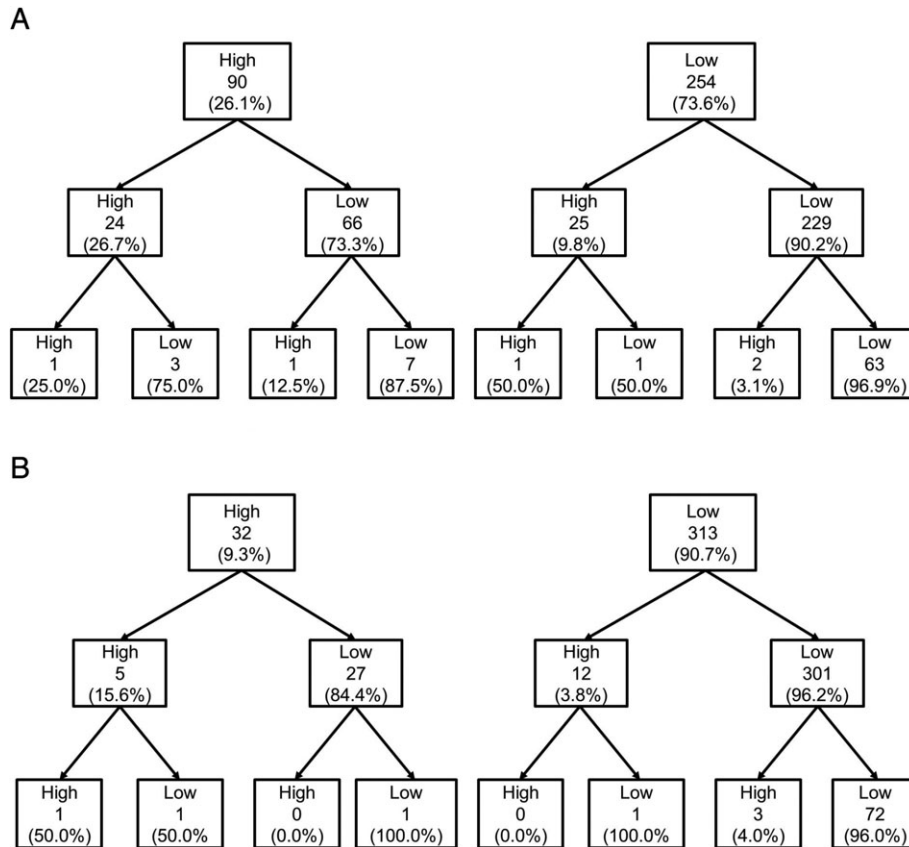 A
High
90
(26.1%)
Low
254
(73.6%)
High
24
(26.7%)
Low
66
(73.3%)
High
25
(9.8%)
Low
229
(90.2%)
High
1
(25.0%)
Low
3
(75.0%
High
1
(12.5%)
Low
7
(87.5%)
High
1
(50.0%)
Low
1
(50.0%
High
2
(3.1%)
Low
63
(96.9%)
B
High
32
(9.3%)
Low
313
(90.7%)
High
5
(15.6%)
Low
27
(84.4%)
High
12
(3.8%)
Low
301
(96.2%)
High
1
(50.0%)
Low
1
(50.0%
High
0
(0.0%)
Low
1
(100.0%)
High
0
(0.0%)
Low
1
(100.0%
High
3
(4.0%)
Low
72
(96.0%)